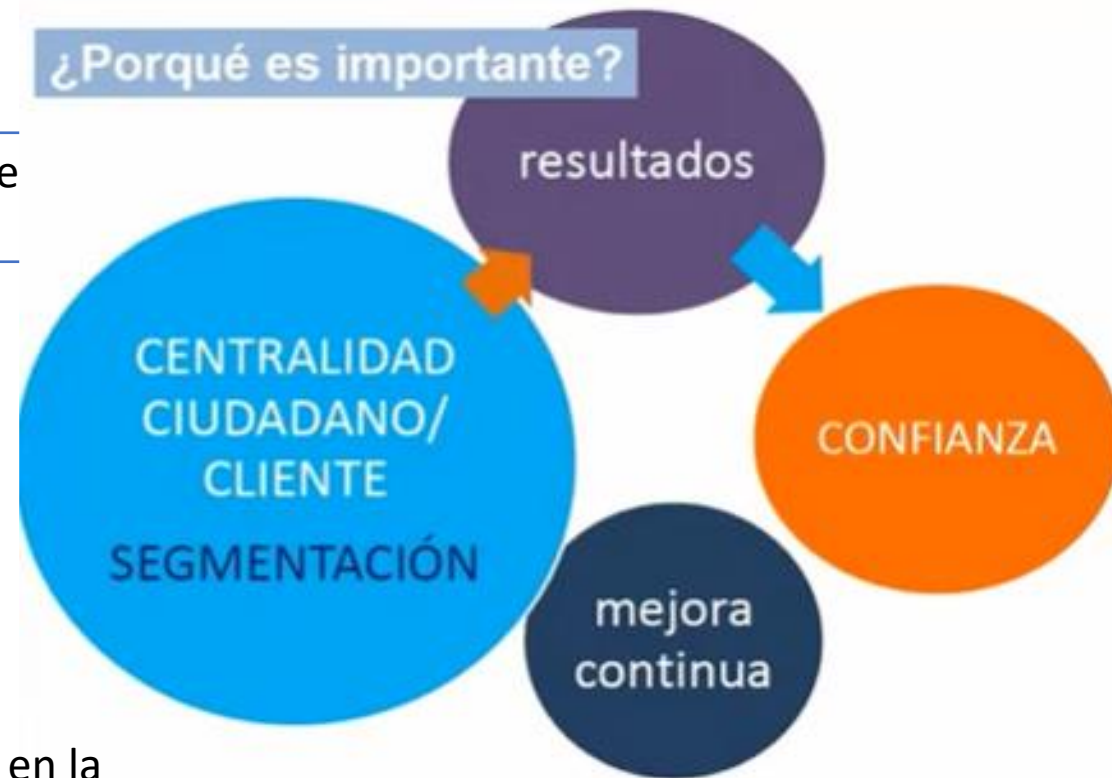 ¿Porqué es importante?
resultados
e
CENTRALIDAD
CIUDADANO/
CLIENTE
SEGMENTACIÓN
CONFIANZA
mejora
continua
en la